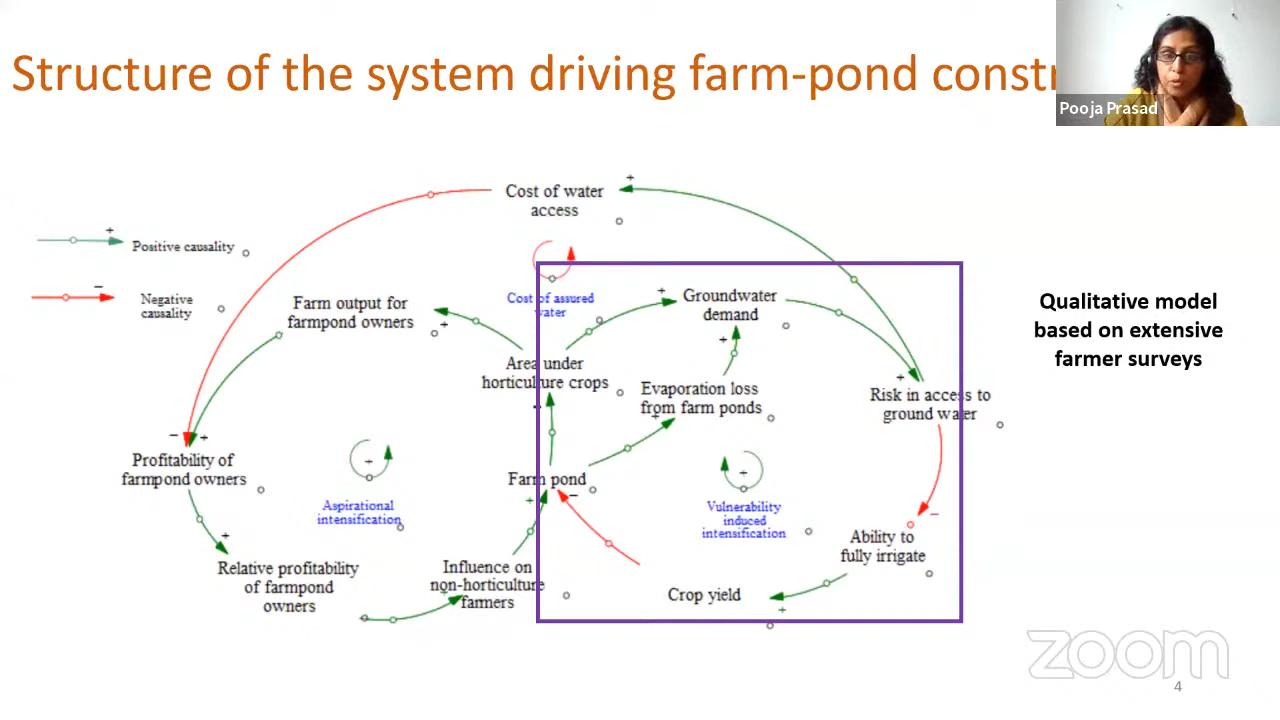 Structure of the system driving farm-pond constr
Pooja Prasad
Cost of water
access
+
+
Positive causality
−
Negative
causality
Cost of assured
water
Farm output for
farmpond owners
+
Groundwater
demand
+
+
Area under
horticulture crops
Evaporation loss
from farm ponds
+
+
Risk in access to
ground water
Qualitative model
based on extensive
farmer surveys
− +
Profitability of
farmpond owners
+
Aspirational
intensification
Farm pond
+
−
+
Vulnerability
induced
intensification
−
Ability to
fully irrigate
+
Relative profitability
of farmpond
owners
Influence on
non-horticulture
farmers
+
Crop yield
+
zoom
4